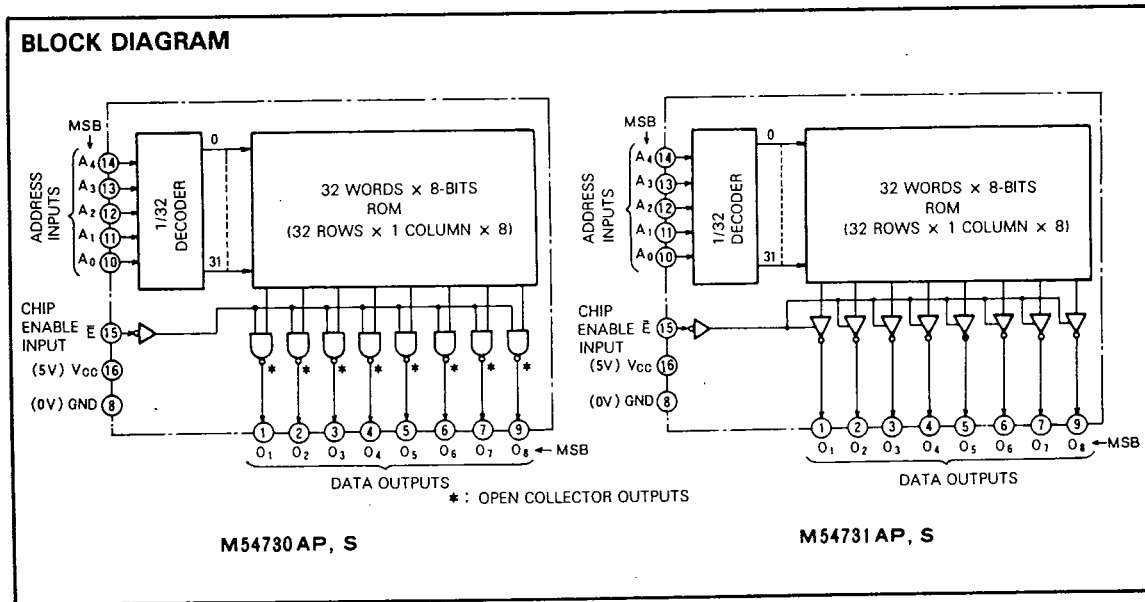 BLOCK DIAGRAM
MSB
ADDRESS INPUTS
A4 14
A3 13
A2 12
A1 11
A0 10
1/32 DECODER
0
31
32 WORDS × 8-BITS
ROM
(32 ROWS × 1 COLUMN × 8)
CHIP
ENABLE Ē 15
INPUT
(5V) VCC 16
(0V) GND 8
* * * * * * * *
1 2 3 4 5 6 7 9
O1 O2 O3 O4 O5 O6 O7 O8 ← MSB
DATA OUTPUTS
* : OPEN COLLECTOR OUTPUTS
M54730AP, S
MSB
ADDRESS INPUTS
A4 14
A3 13
A2 12
A1 11
A0 10
1/32 DECODER
0
31
32 WORDS × 8-BITS
ROM
(32 ROWS × 1 COLUMN × 8)
CHIP
ENABLE Ē 15
INPUT
(5V) VCC 16
(0V) GND 8
1 2 3 4 5 6 7 9
O1 O2 O3 O4 O5 O6 O7 O8 ← MSB
DATA OUTPUTS
M54731AP, S